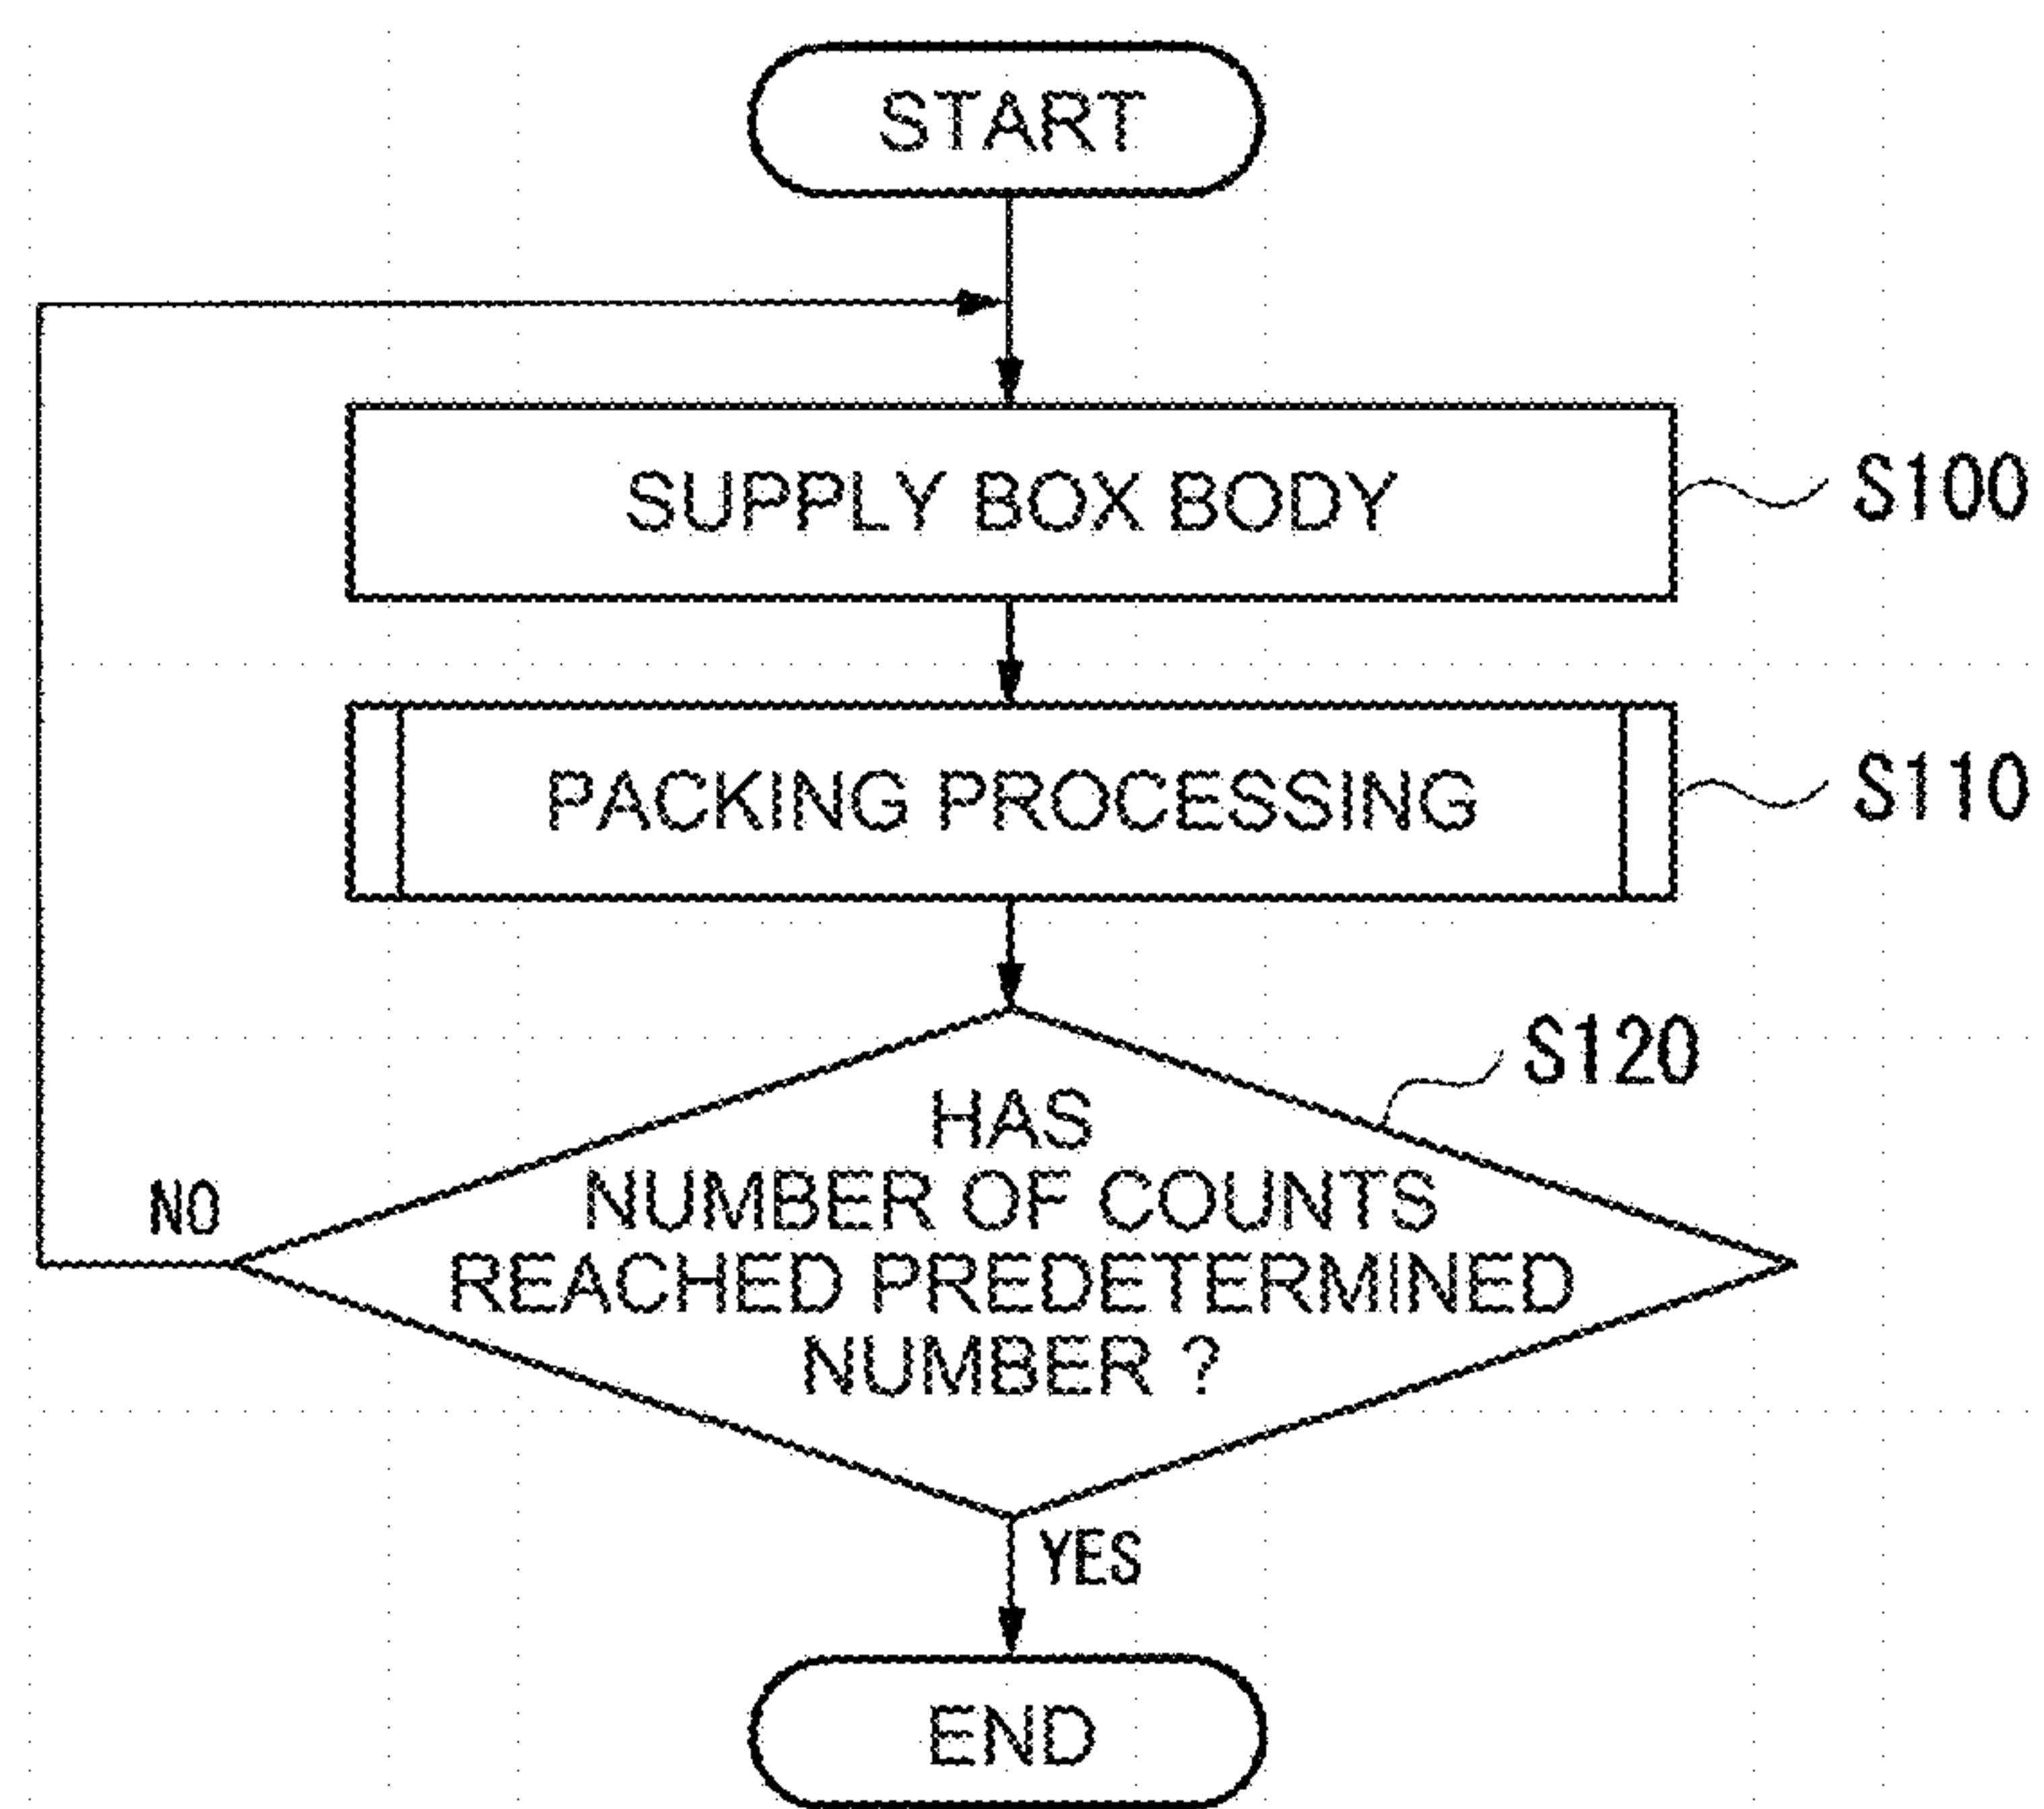 START
SUPPLY BOX BODY
S100
PACKING PROCESSING
S110
S120
HAS
NUMBER OF COUNTS
REACHED PREDETERMINED
NUMBER ?
NO
YES
END